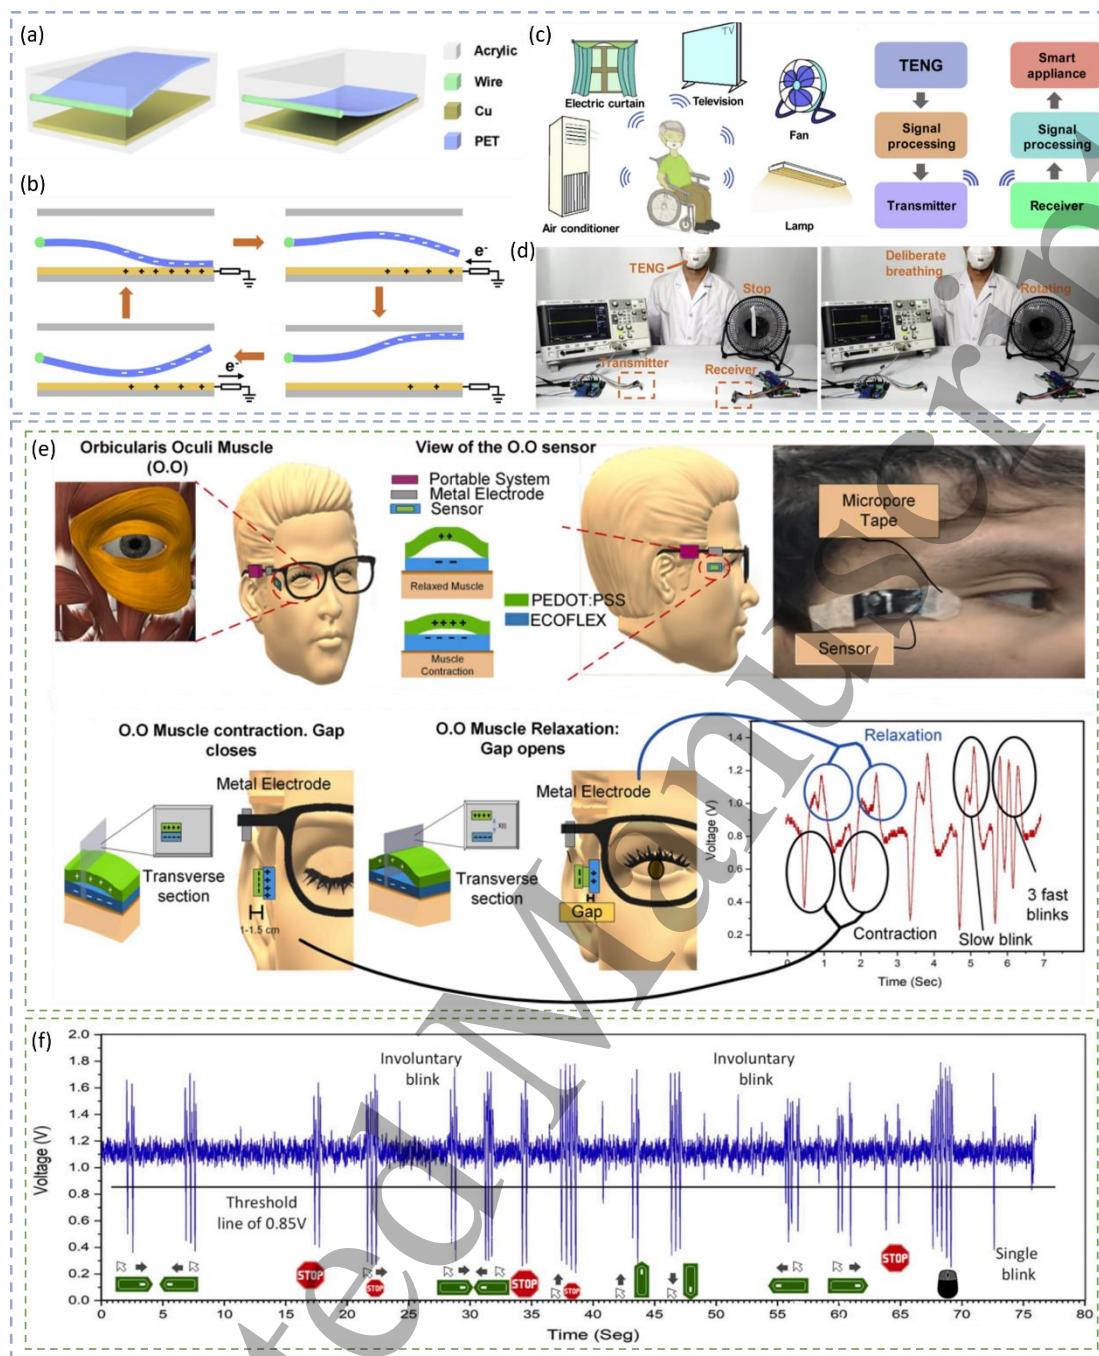 (a)
Acrylic
Wire
Cu
PET
(b)
e-
e-
(c)
TV
Electric curtain
Television
Fan
Air conditioner
Lamp
TENG
Signal
processing
Transmitter
Smart
appliance
Signal
processing
Receiver
(d)
TENG
Stop
Transmitter
Receiver
Deliberate
breathing
Rotating
(e)
Orbicularis Oculi Muscle
(O.O)
View of the O.O sensor
Portable System
Metal Electrode
Sensor
Relaxed Muscle
PEDOT:PSS
ECOFLEX
Muscle
Contraction
Micropore
Tape
Sensor
O.O Muscle contraction. Gap
closes
Metal Electrode
Transverse
section
1-1.5 cm
O.O Muscle Relaxation:
Gap opens
Metal Electrode
Transverse
section
Gap
Voltage (V)
1.4
1.2
1.0
0.8
0.6
0.4
0.2
Relaxation
Contraction
Slow blink
3 fast
blinks
0 1 2 3 4 5 6 7
Time (Sec)
(f)
Voltage (V)
2.0
1.8
1.6
1.4
1.2
1.0
0.8
0.6
0.4
0.2
0.0
Involuntary
blink
Involuntary
blink
Threshold
line of 0.85V
Single
blink
STOP
STOP
STOP
STOP
STOP
0 5 10 15 20 25 30 35 40 45 50 55 60 65 70 75 80
Time (Seg)
ted Manuscript